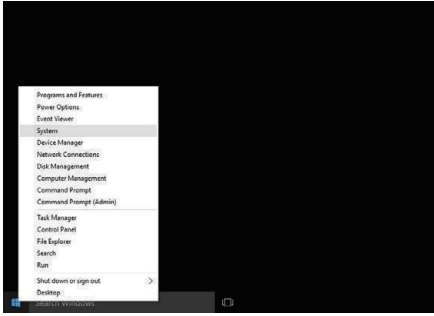 Programs and Features
Power Options
Event Viewer
System
Device Manager
Network Connections
Disk Management
Computer Management
Command Prompt
Command Prompt (Admin)
Task Manager
Control Panel
File Explorer
Search
Run
Shut down or sign out
Desktop
Search Windows